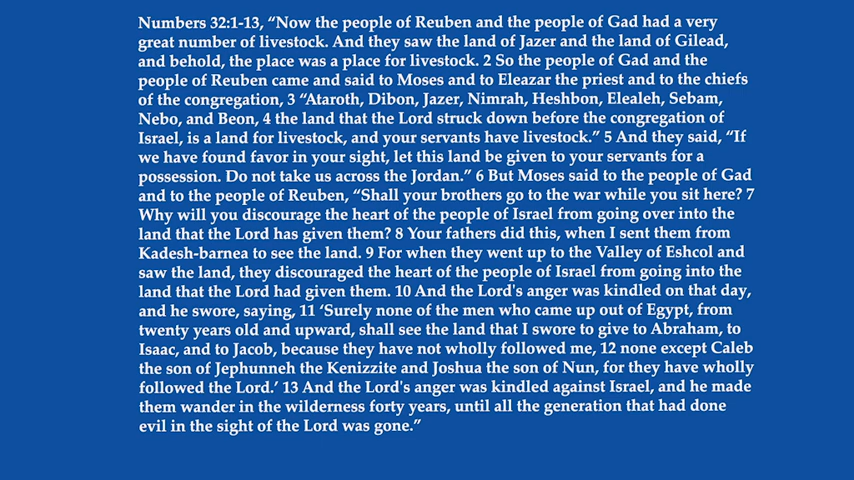 Numbers 32:1-13, “Now the people of Reuben and the people of Gad had a very
great number of livestock. And they saw the land of Jazer and the land of Gilead,
and behold, the place was a place for livestock. 2 So the people of Gad and the
people of Reuben came and said to Moses and to Eleazar the priest and to the chiefs
of the congregation, 3 “Ataroth, Dibon, Jazer, Nimrah, Heshbon, Elealeh, Sebam,
Nebo, and Beon, 4 the land that the Lord struck down before the congregation of
Israel, is a land for livestock, and your servants have livestock.” 5 And they said, “If
we have found favor in your sight, let this land be given to your servants for a
possession. Do not take us across the Jordan.” 6 But Moses said to the people of Gad
and to the people of Reuben, “Shall your brothers go to the war while you sit here? 7
Why will you discourage the heart of the people of Israel from going over into the
land that the Lord has given them? 8 Your fathers did this, when I sent them from
Kadesh-barnea to see the land. 9 For when they went up to the Valley of Eshcol and
saw the land, they discouraged the heart of the people of Israel from going into the
land that the Lord had given them. 10 And the Lord's anger was kindled on that day,
and he swore, saying, 11 ‘Surely none of the men who came up out of Egypt, from
twenty years old and upward, shall see the land that I swore to give to Abraham, to
Isaac, and to Jacob, because they have not wholly followed me, 12 none except Caleb
the son of Jephunneh the Kenizzite and Joshua the son of Nun, for they have wholly
followed the Lord.’ 13 And the Lord's anger was kindled against Israel, and he made
them wander in the wilderness forty years, until all the generation that had done
evil in the sight of the Lord was gone.”